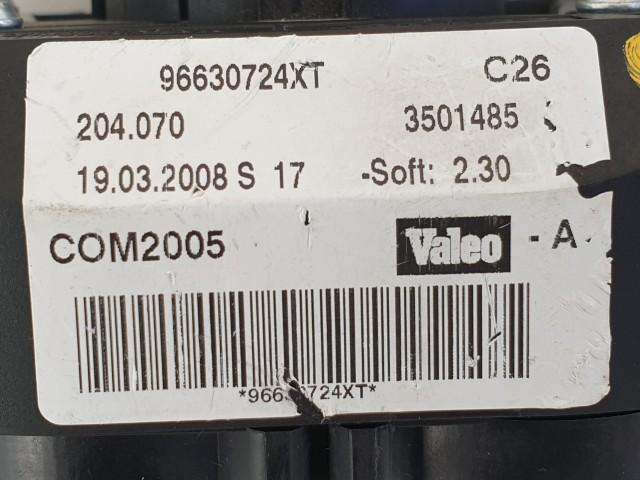 96630724XT C26
204.070 3501485
19.03.2008 S 17 -Soft: 2.30
COM2005 Valeo - A